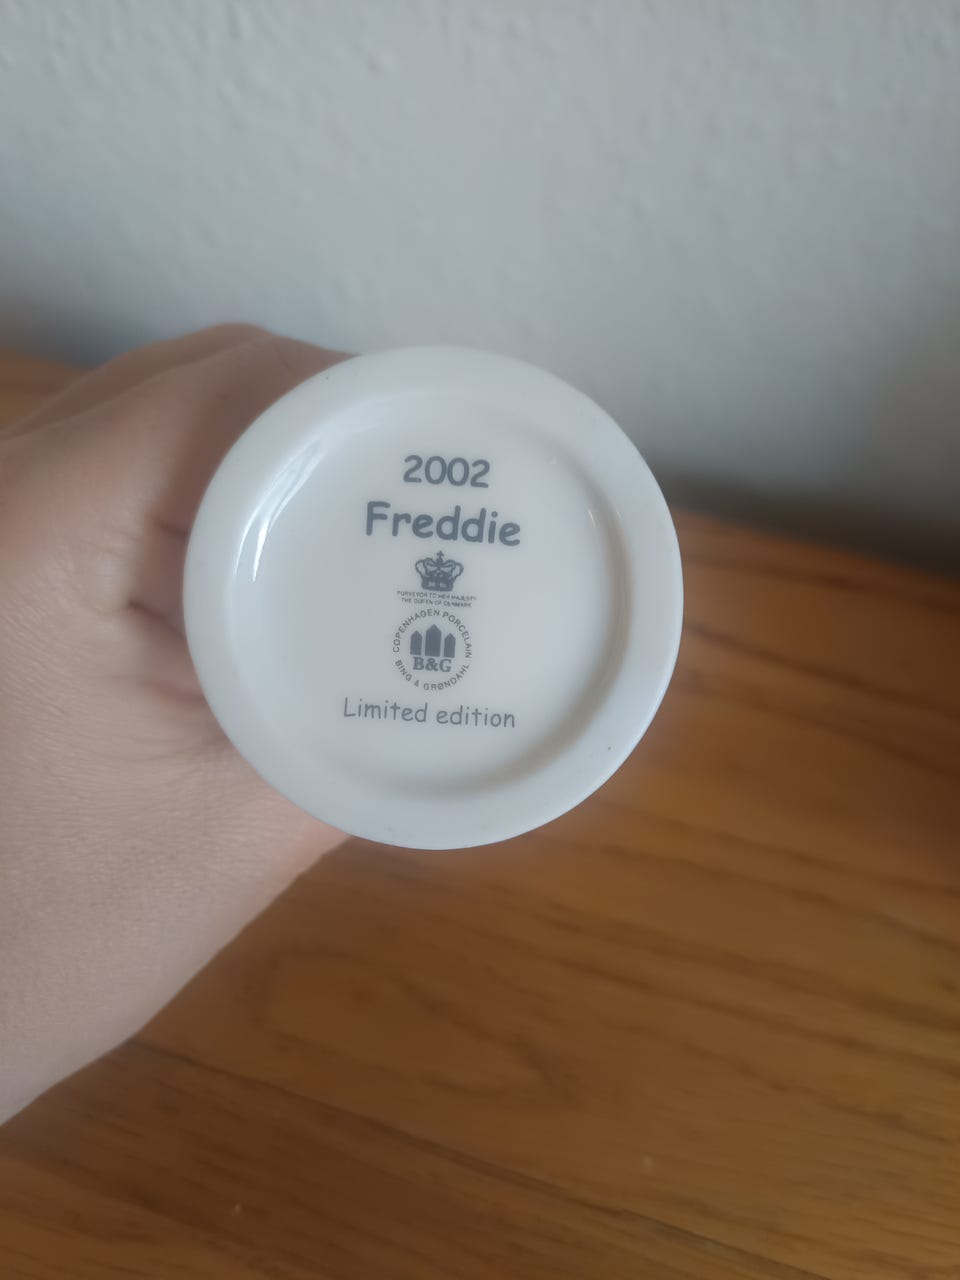 2002
Freddie
PURVEYOR TO HER MAJESTY
THE QUEEN OF DENMARK
COPENHAGEN PORCELAIN
B&G
BING & GRØNDAHL
Limited edition